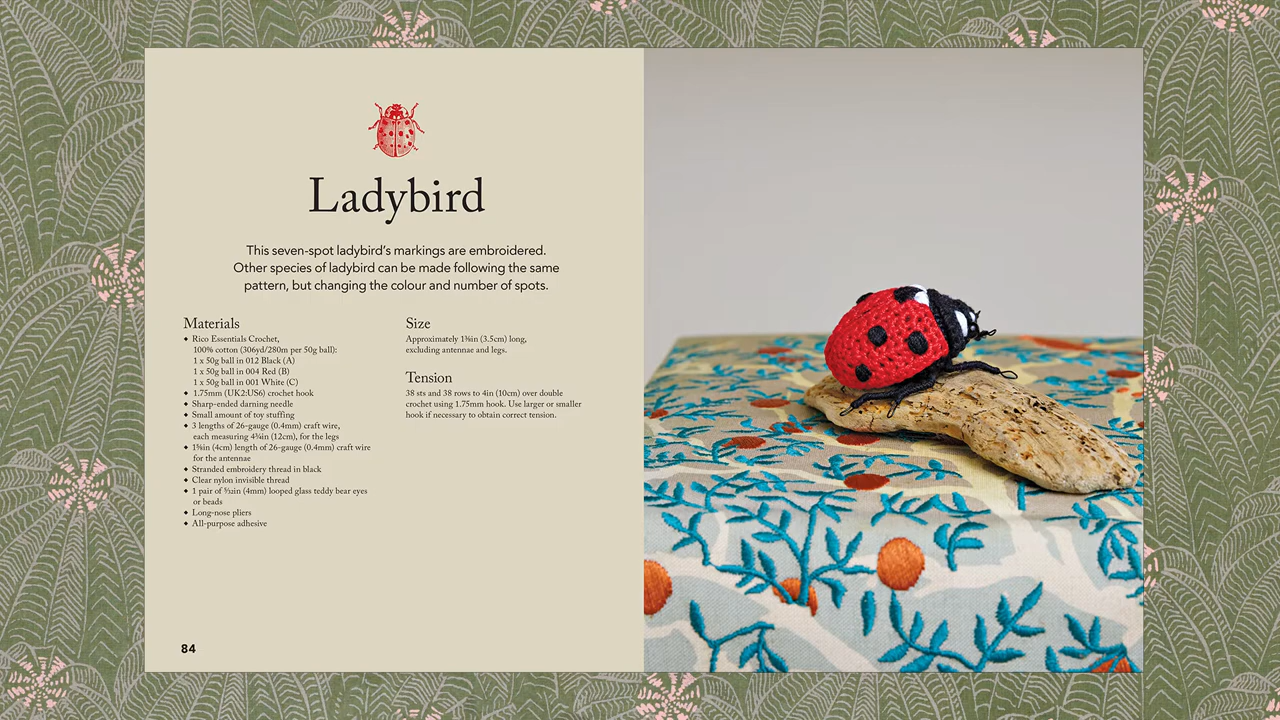 Ladybird
This seven-spot ladybird's markings are embroidered.
Other species of ladybird can be made following the same
pattern, but changing the colour and number of spots.
Materials
◆ Rico Essentials Crochet,
100% cotton (306yd/280m per 50g ball):
1 x 50g ball in 012 Black (A)
1 x 50g ball in 004 Red (B)
1 x 50g ball in 001 White (C)
◆ 1.75mm (UK2:US6) crochet hook
◆ Sharp-ended darning needle
◆ Small amount of toy stuffing
◆ 3 lengths of 26-gauge (0.4mm) craft wire,
each measuring 4¾in (12cm), for the legs
◆ 1⅝in (4cm) length of 26-gauge (0.4mm) craft wire
for the antennae
◆ Stranded embroidery thread in black
◆ Clear nylon invisible thread
◆ 1 pair of 5⁄32in (4mm) looped glass teddy bear eyes
or beads
◆ Long-nose pliers
◆ All-purpose adhesive
Size
Approximately 1⅜in (3.5cm) long,
excluding antennae and legs.
Tension
38 sts and 38 rows to 4in (10cm) over double
crochet using 1.75mm hook. Use larger or smaller
hook if necessary to obtain correct tension.
84